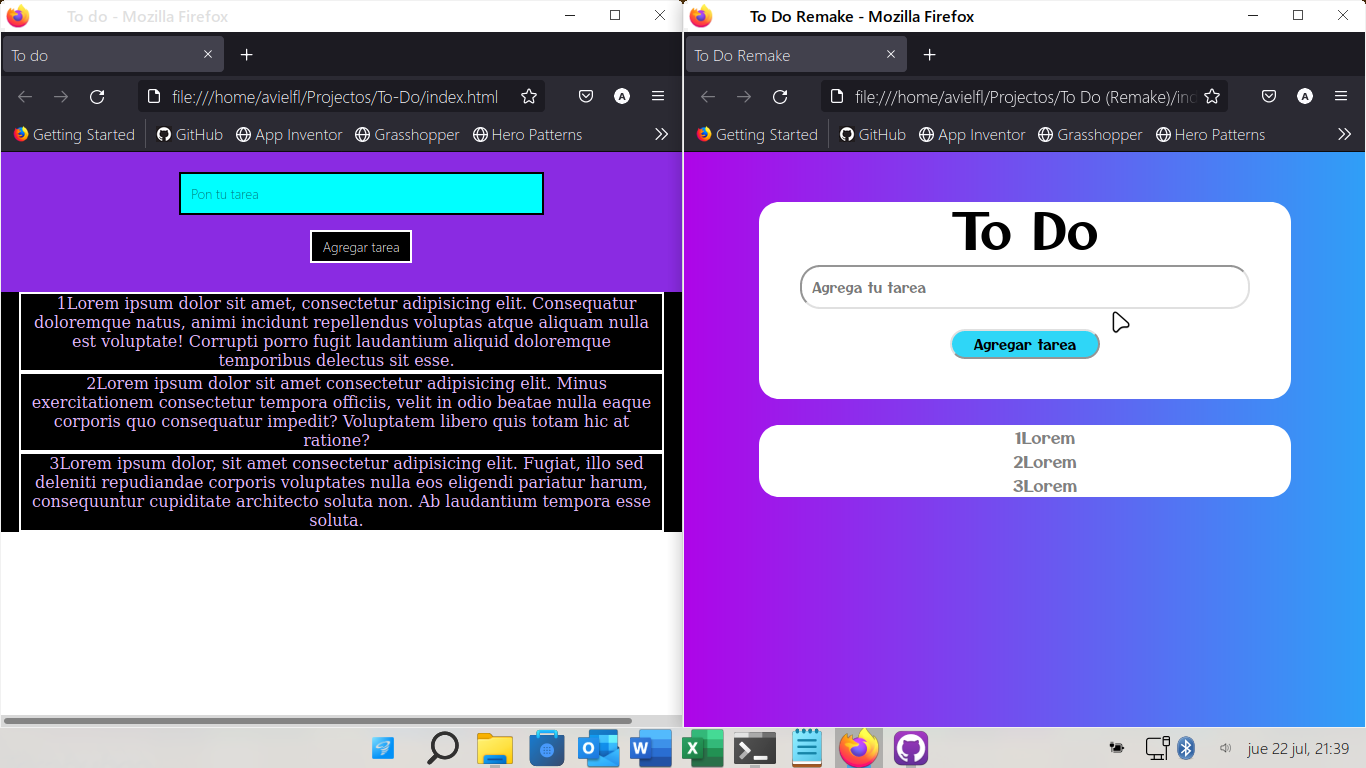 To do - Mozilla Firefox
To do
file:///home/avielfl/Projectos/To-Do/index.html
A
Getting Started
GitHub
App Inventor
Grasshopper
Hero Patterns
Pon tu tarea
Agregar tarea
1Lorem ipsum dolor sit amet, consectetur adipisicing elit. Consequatur
doloremque natus, animi incidunt repellendus voluptas atque aliquam nulla
est voluptate! Corrupti porro fugit laudantium aliquid doloremque
temporibus delectus sit esse.
2Lorem ipsum dolor sit amet consectetur adipisicing elit. Minus
exercitationem consectetur tempora officiis, velit in odio beatae nulla eaque
corporis quo consequatur impedit? Voluptatem libero quis totam hic at
ratione?
3Lorem ipsum dolor, sit amet consectetur adipisicing elit. Fugiat, illo sed
deleniti repudiandae corporis voluptates nulla eos eligendi pariatur harum,
consequuntur cupiditate architecto soluta non. Ab laudantium tempora esse
soluta.
To Do Remake - Mozilla Firefox
To Do Remake
file:///home/avielfl/Projectos/To Do (Remake)/ind
A
Getting Started
GitHub
App Inventor
Grasshopper
Hero Patterns
To Do
Agrega tu tarea
Agregar tarea
1Lorem
2Lorem
3Lorem
O
W
X
jue 22 jul, 21:39